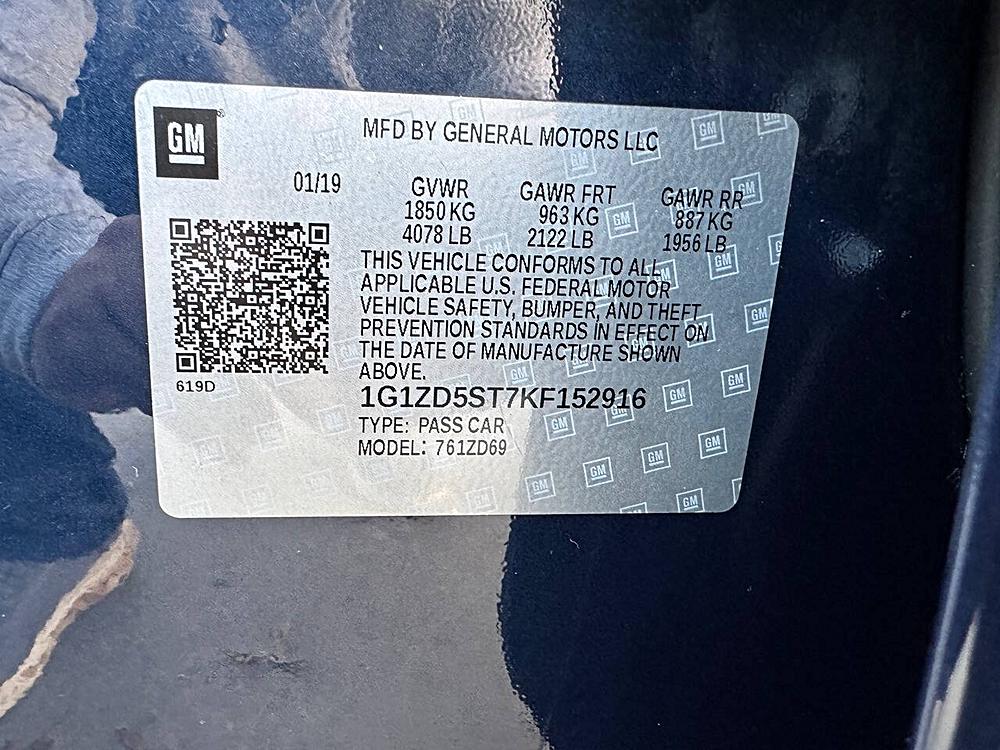 GM
MFD BY GENERAL MOTORS LLC
01/19
GVWR GAWR FRT GAWR RR
1850 KG 963 KG 887 KG
4078 LB 2122 LB 1956 LB
THIS VEHICLE CONFORMS TO ALL
APPLICABLE U.S. FEDERAL MOTOR
VEHICLE SAFETY, BUMPER, AND THEFT
PREVENTION STANDARDS IN EFFECT ON
THE DATE OF MANUFACTURE SHOWN
ABOVE.
619D
1G1ZD5ST7KF152916
TYPE: PASS CAR
MODEL: 761ZD69